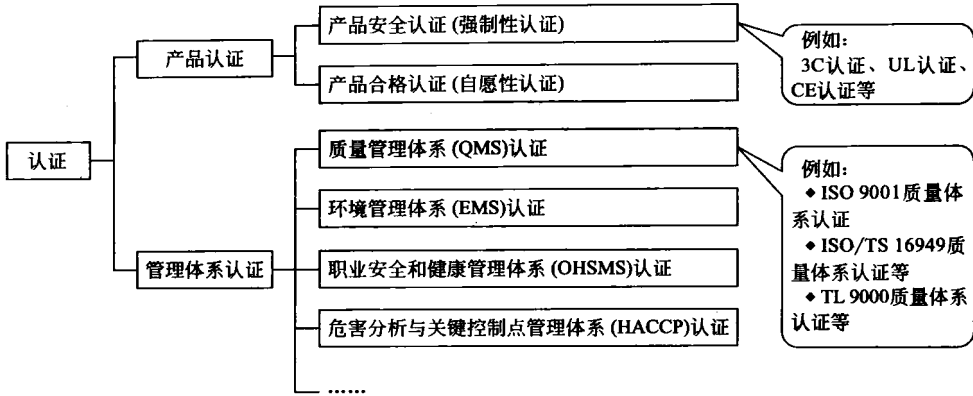 认证
产品认证
产品安全认证 (强制性认证)
产品合格认证 (自愿性认证)
例如：
3C认证、UL认证、
CE认证等
管理体系认证
质量管理体系 (QMS)认证
环境管理体系 (EMS)认证
职业安全和健康管理体系 (OHSMS)认证
危害分析与关键控制点管理体系 (HACCP)认证
……
例如：
◆ ISO 9001质量体
系认证
◆ ISO/TS 16949质
量体系认证等
◆ TL 9000质量体系
认证等